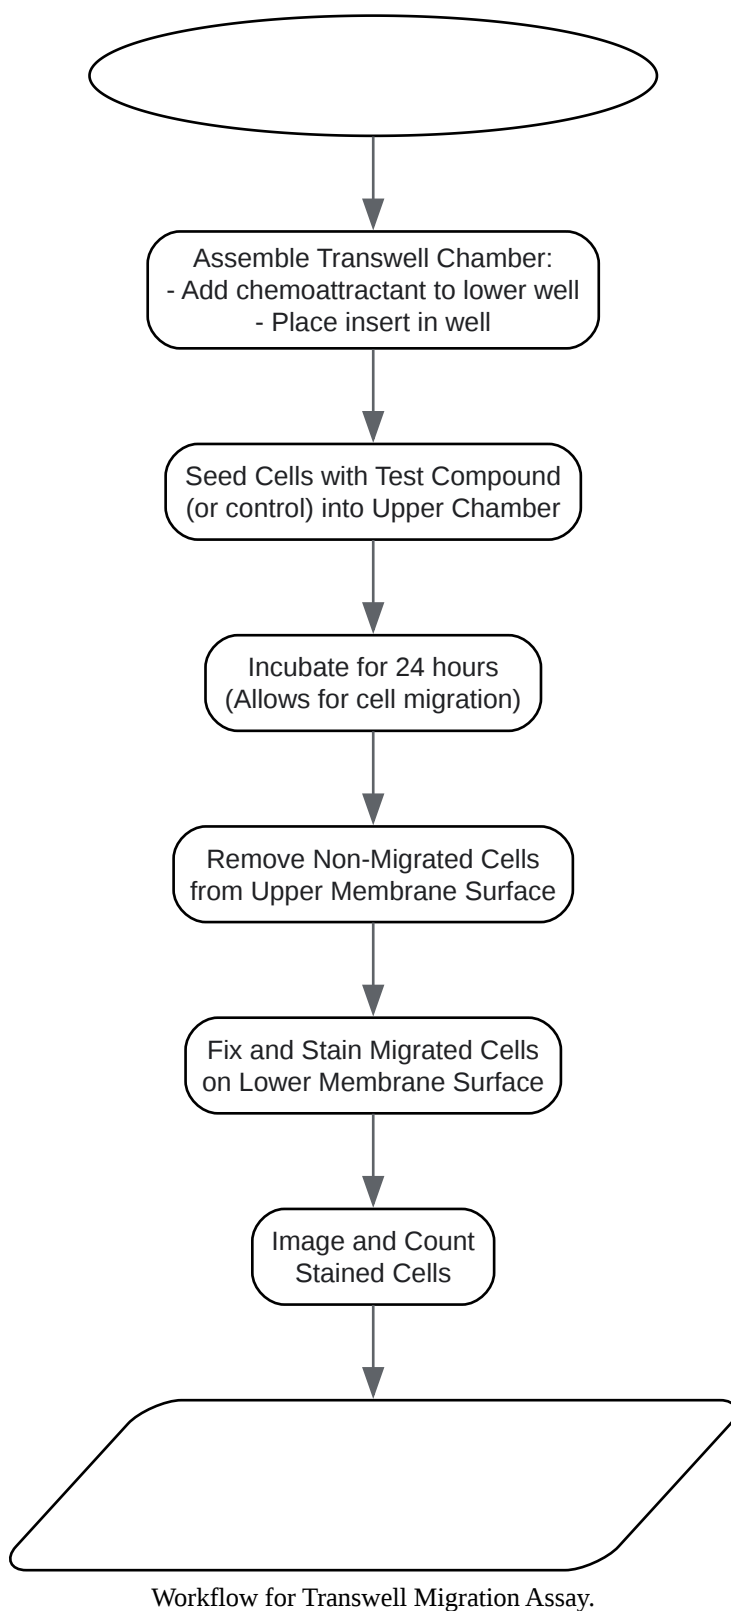 Assemble Transwell Chamber:
- Add chemoattractant to lower well
- Place insert in well
Seed Cells with Test Compound
(or control) into Upper Chamber
Incubate for 24 hours
(Allows for cell migration)
Remove Non-Migrated Cells
from Upper Membrane Surface
Fix and Stain Migrated Cells
on Lower Membrane Surface
Image and Count
Stained Cells
Workflow for Transwell Migration Assay.